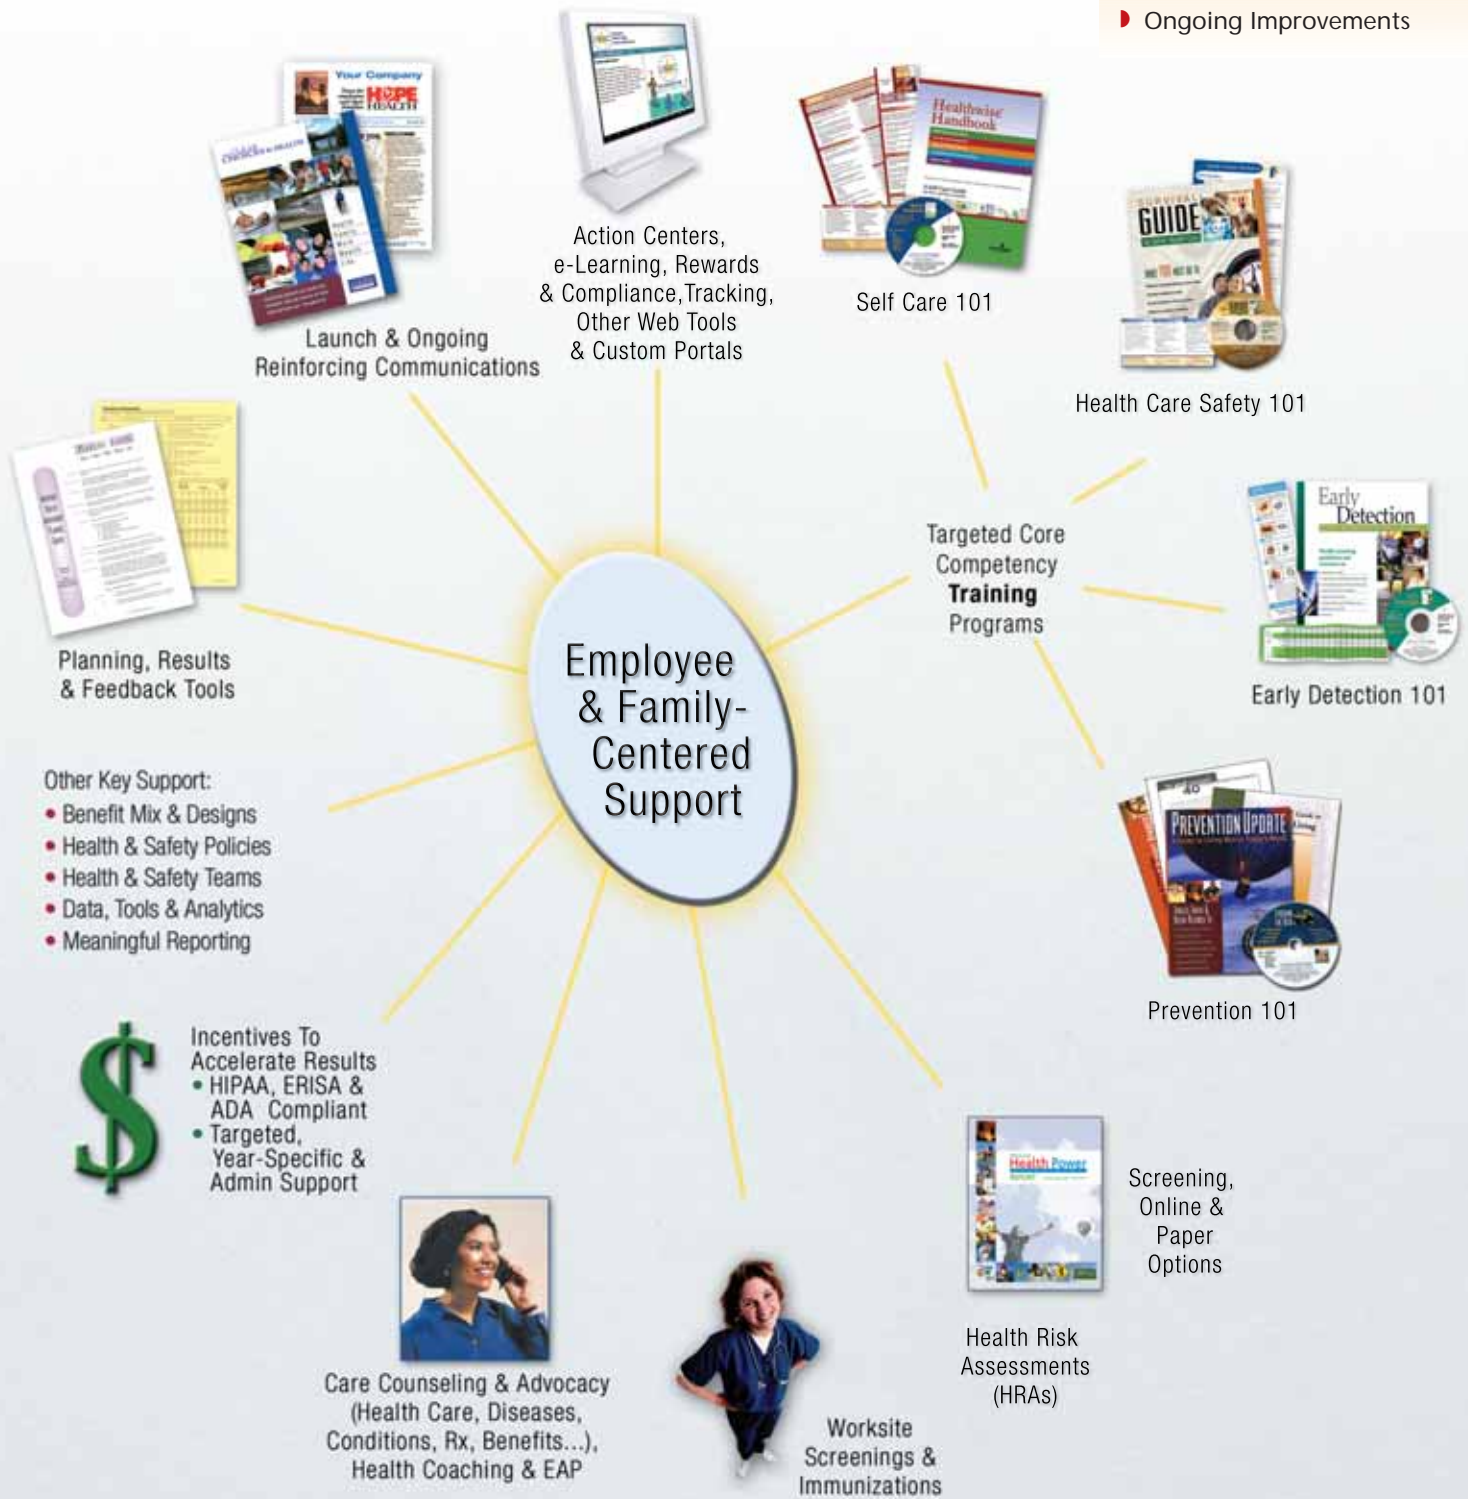 Ongoing Improvements
Your Company
HOPE
HEALTH
CHOICES & HEALTH
Healthwise
Handbook
SURVIVAL
GUIDE
Action Centers,
e-Learning, Rewards
& Compliance, Tracking,
Other Web Tools
& Custom Portals
Self Care 101
Launch & Ongoing
Reinforcing Communications
Health Care Safety 101
Early
Detection
Targeted Core
Competency
Training
Programs
Planning, Results
& Feedback Tools
Early Detection 101
Employee
& Family-
Centered
Support
Other Key Support:
• Benefit Mix & Designs
• Health & Safety Policies
• Health & Safety Teams
• Data, Tools & Analytics
• Meaningful Reporting
40
PREVENTION UPDATE
Prevention 101
$
Incentives To
Accelerate Results
• HIPAA, ERISA &
ADA Compliant
• Targeted,
Year-Specific &
Admin Support
Health Power
Screening,
Online &
Paper
Options
Health Risk
Assessments
(HRAs)
Care Counseling & Advocacy
(Health Care, Diseases,
Conditions, Rx, Benefits...),
Health Coaching & EAP
Worksite
Screenings &
Immunizations